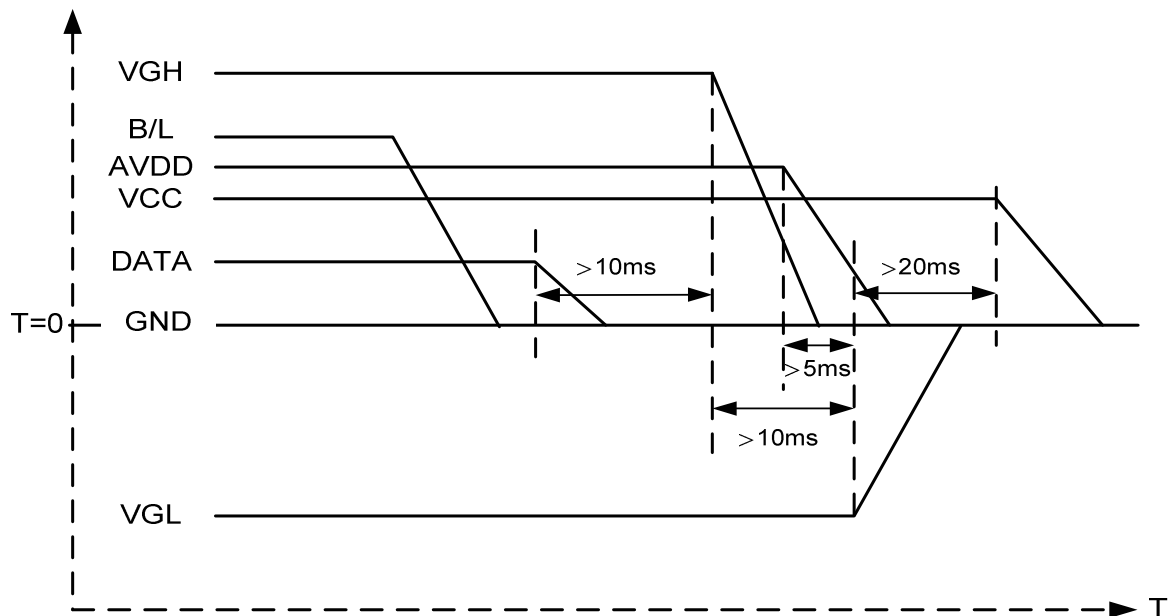 VGH
B/L
AVDD
VCC
DATA
>10ms
>20ms
T=0
GND
>5ms
>10ms
VGL
T